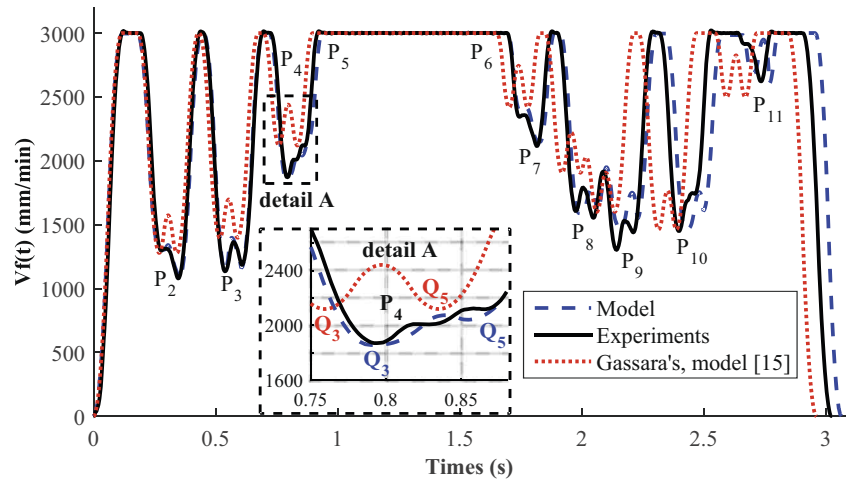 Vf(t) (mm/min)
3000
2500
2000
1500
1000
500
0
P4
P5
P6
P7
P11
detail A
P2
P3
P8
P9
P10
detail A
2400
2200
2000
1800
1600
P4
Q3
Q5
Q3
Q5
0.75
0.8
0.85
Model
Experiments
Gassara's, model [15]
0
0.5
1
1.5
2
2.5
3
Times (s)